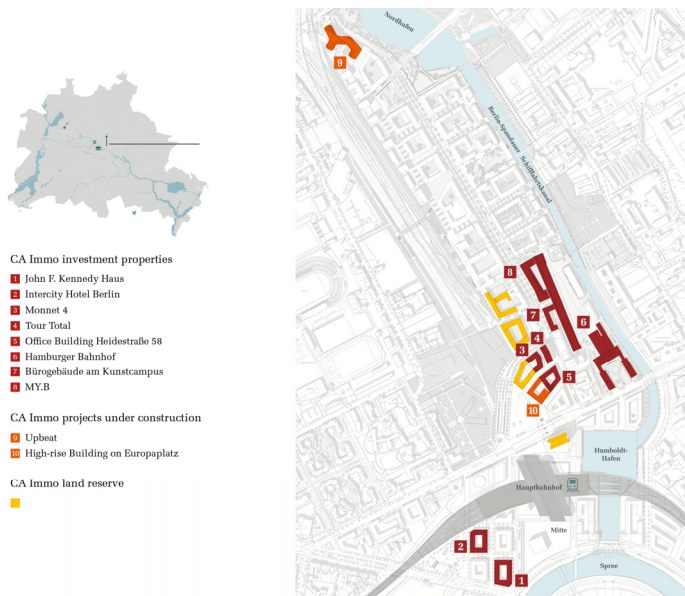 CA Immo investment properties
1 John F. Kennedy Haus
2 Intercity Hotel Berlin
3 Monnet 4
4 Tour Total
5 Office Building Heidestraße 58
6 Hamburger Bahnhof
7 Bürogebäude am Kunstcampus
8 MY.B
CA Immo projects under construction
9 Upbeat
10 High-rise Building on Europaplatz
CA Immo land reserve
Nordhafen
9
Berlin-Spandauer Schifffahrtskanal
8
7
6
4
3
5
10
Humboldt-
Hafen
Hauptbahnhof
Mitte
2
1
Spree